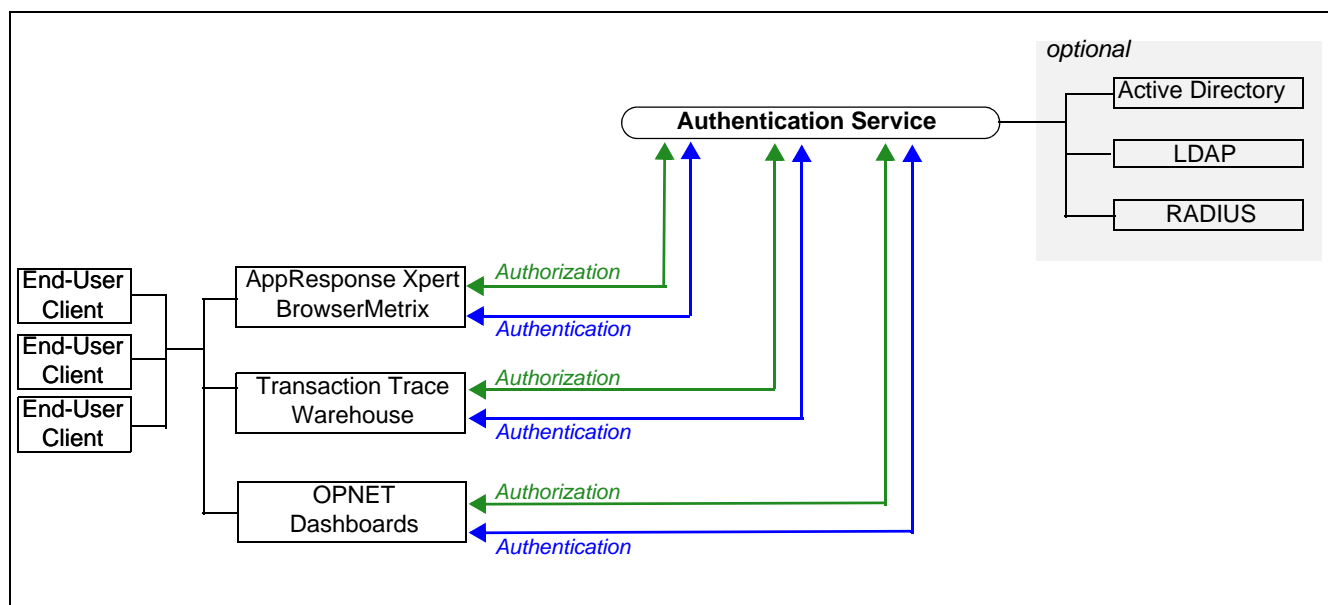 optional
Active Directory
Authentication Service
LDAP
RADIUS
End-User
Client
End-User
Client
End-User
Client
AppResponse Xpert
BrowserMetrix
Authorization
Authentication
Transaction Trace
Warehouse
Authorization
Authentication
OPNET
Dashboards
Authorization
Authentication